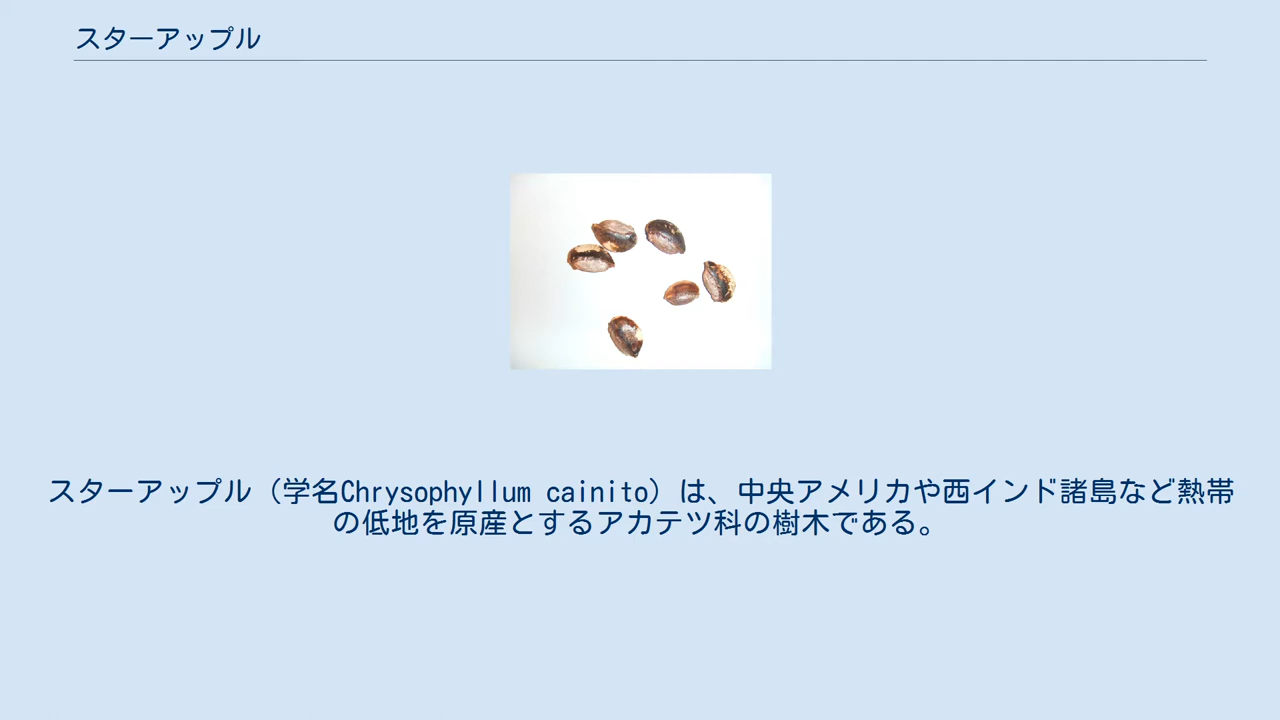 スターアップル
スターアップル（学名Chrysophyllum cainito）は、中央アメリカや西インド諸島など熱帯
の低地を原産とするアカテツ科の樹木である。